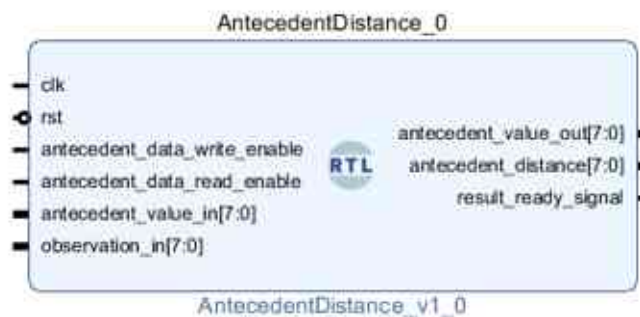 AntecedentDistance_0
clk
rst
antecedent_data_write_enable
antecedent_data_read_enable
antecedent_value_in[7:0]
observation_in[7:0]
RTL
antecedent_value_out[7:0]
antecedent_distance[7:0]
result_ready_signal
AntecedentDistance_v1_0